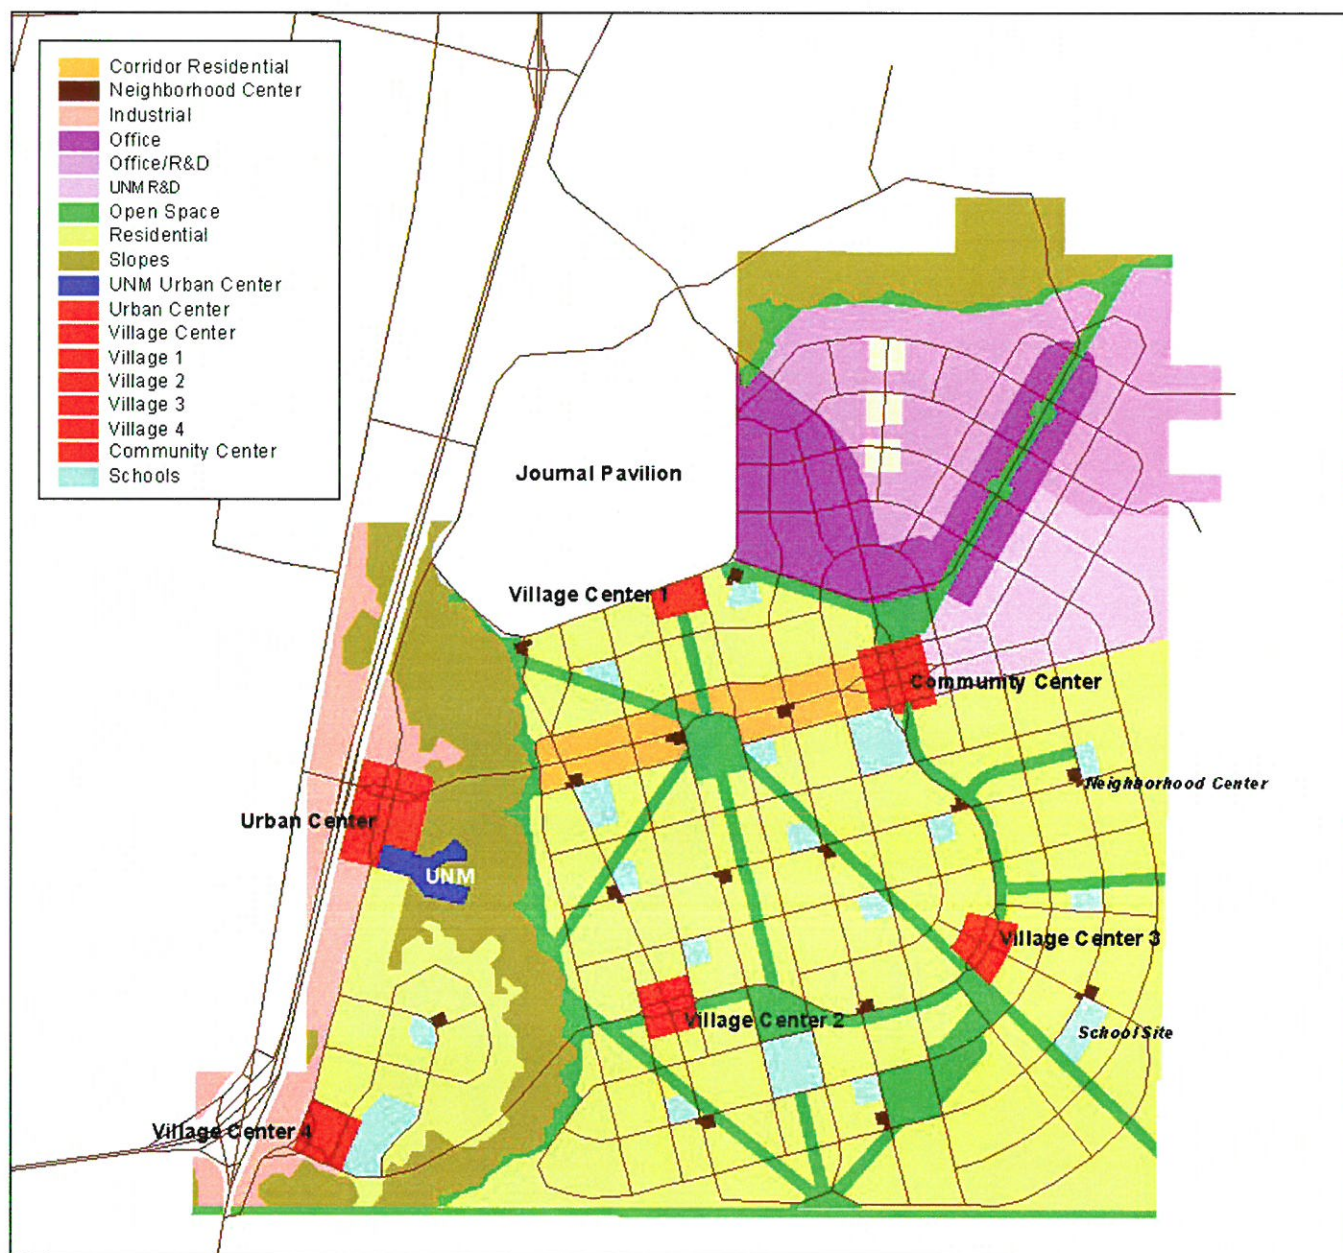 Corridor Residential
Neighborhood Center
Industrial
Office
Office/R&D
UNM R&D
Open Space
Residential
Slopes
UNM Urban Center
Urban Center
Village Center
Village 1
Village 2
Village 3
Village 4
Community Center
Schools
Journal Pavilion
Village Center 1
Community Center
Neighborhood Center
Urban Center
UNM
Village Center 3
Village Center 2
School Site
Village Center 4